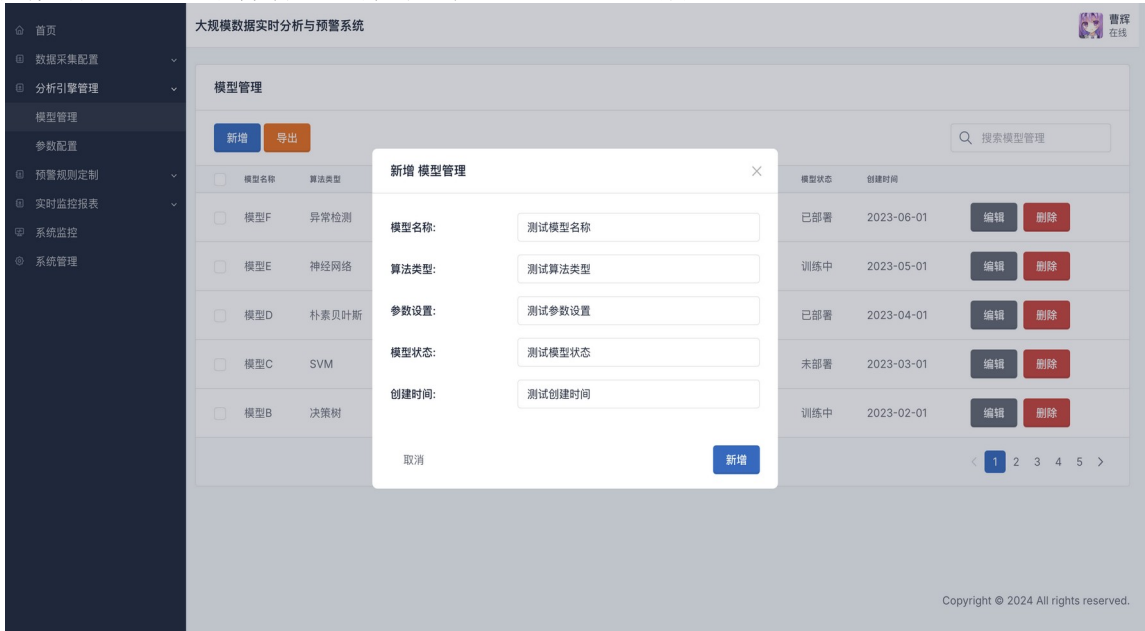 首页
大规模数据实时分析与预警系统
曹辉
在线
数据采集配置
分析引擎管理
模型管理
参数配置
预警规则定制
实时监控报表
系统监控
系统管理
模型管理
新增 导出
搜索模型管理
模型名称 算法类型 模型状态 创建时间
模型F 异常检测 已部署 2023-06-01 编辑 删除
模型E 神经网络 训练中 2023-05-01 编辑 删除
模型D 朴素贝叶斯 已部署 2023-04-01 编辑 删除
模型C SVM 未部署 2023-03-01 编辑 删除
模型B 决策树 训练中 2023-02-01 编辑 删除
1 2 3 4 5
新增 模型管理
模型名称: 测试模型名称
算法类型: 测试算法类型
参数设置: 测试参数设置
模型状态: 测试模型状态
创建时间: 测试创建时间
取消 新增
Copyright © 2024 All rights reserved.